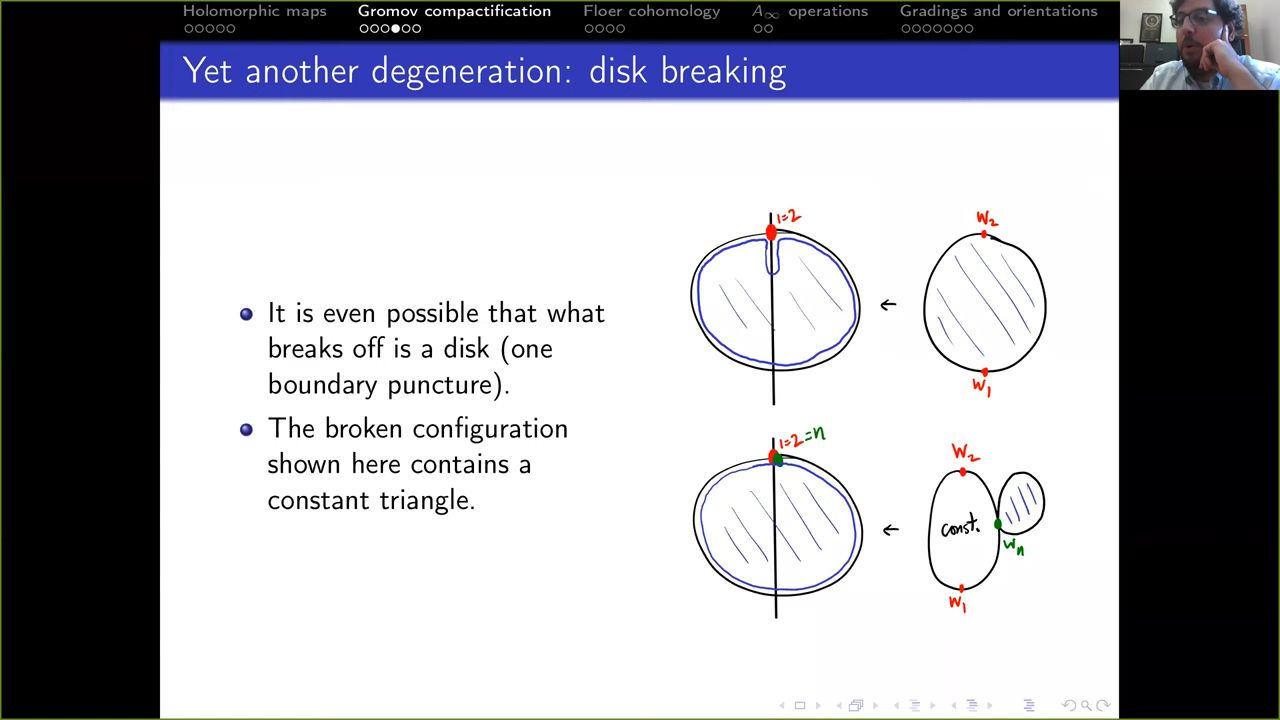 Holomorphic maps Gromov compactification Floer cohomology A∞ operations Gradings and orientations
Yet another degeneration: disk breaking
It is even possible that what
breaks off is a disk (one
boundary puncture).
The broken configuration
shown here contains a
constant triangle.
1=2
W₂
W₁
1=2=n
W₂
const.
Wₙ
W₁